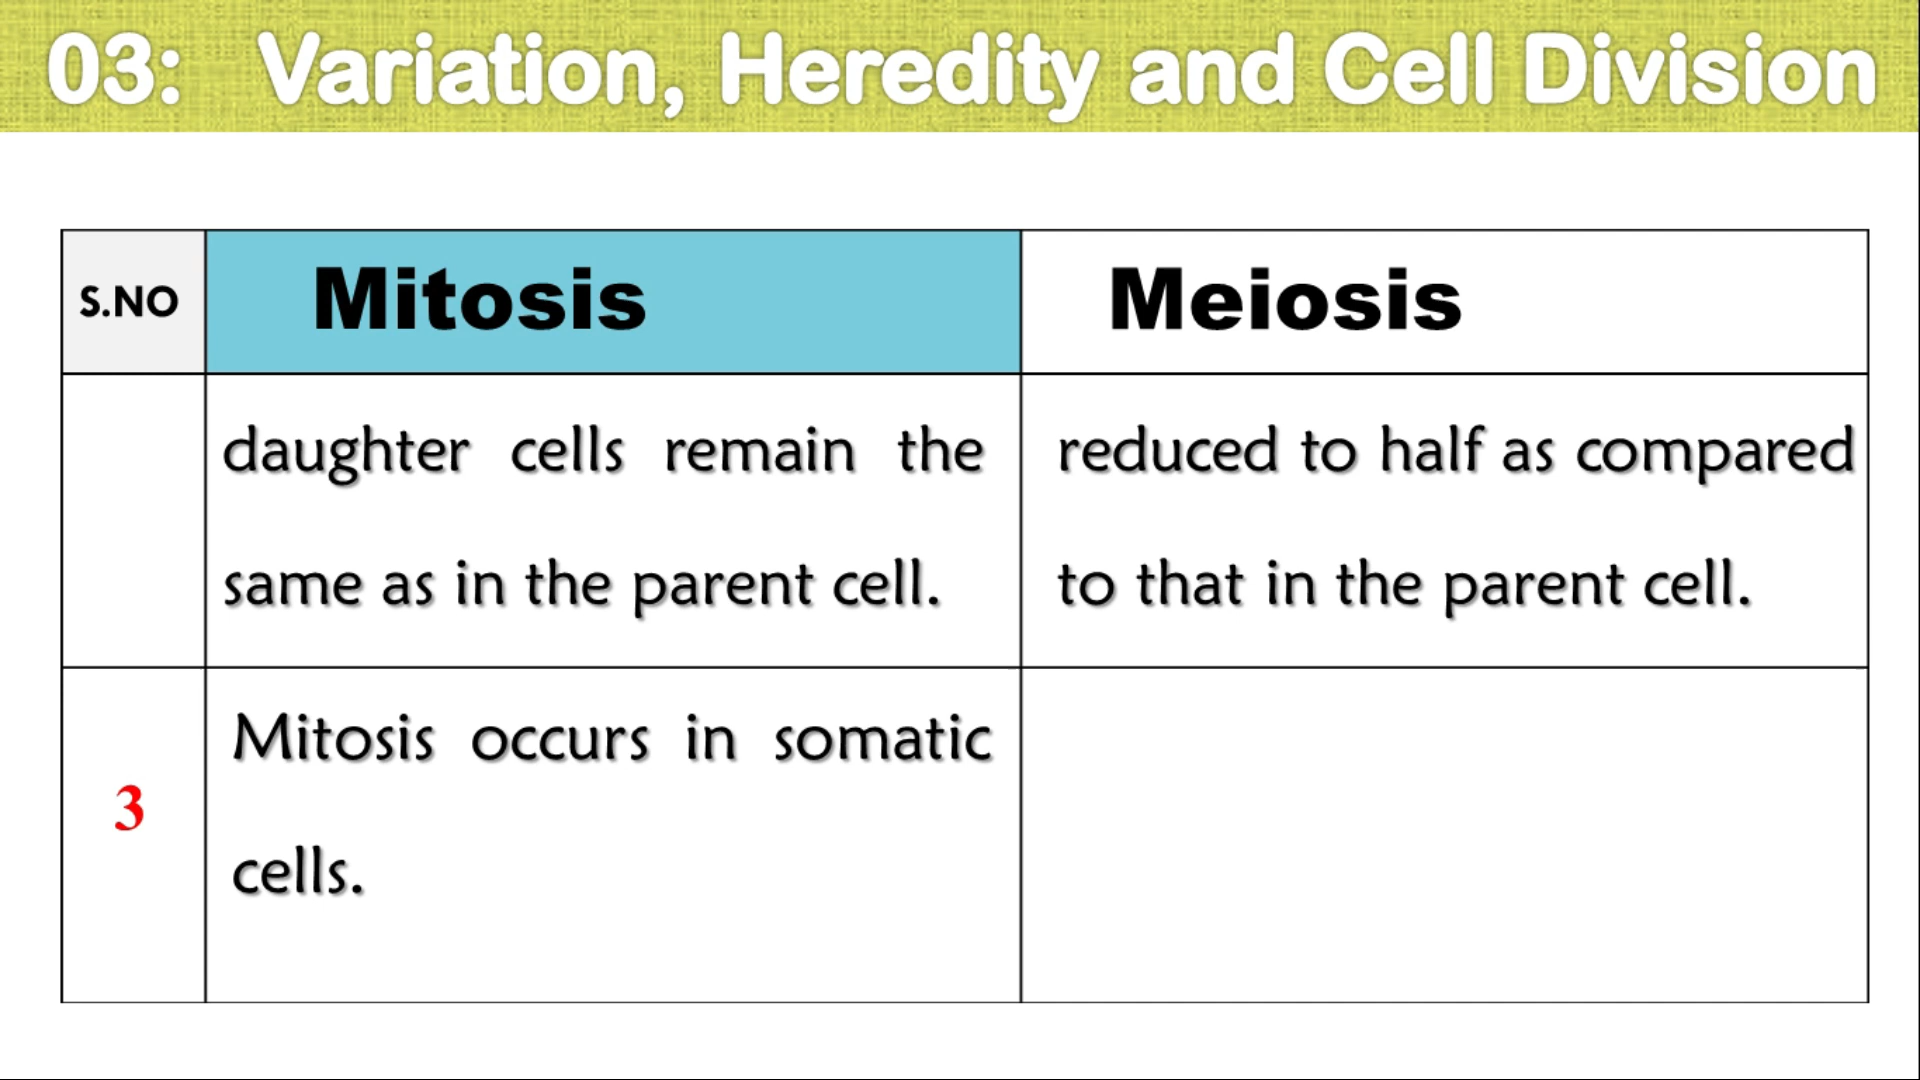 03: Variation, Heredity and Cell Division
S.NO Mitosis Meiosis
daughter cells remain the
same as in the parent cell.
reduced to half as compared
to that in the parent cell.
3
Mitosis occurs in somatic
cells.